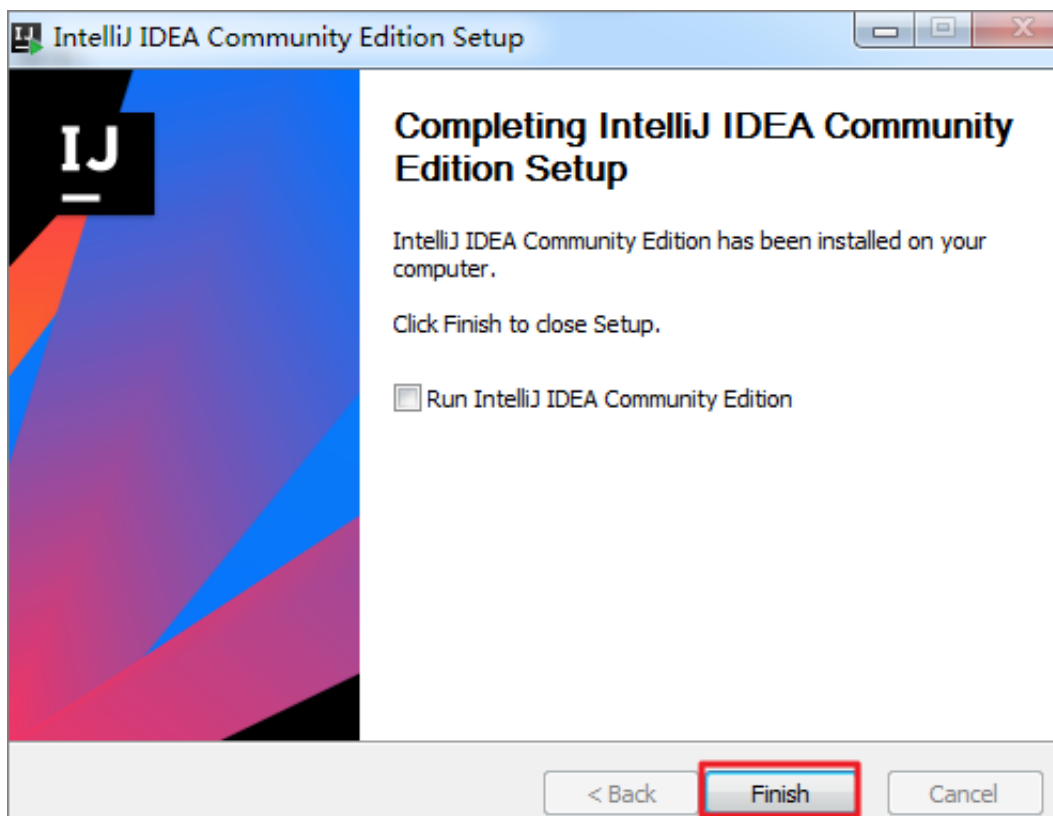 IntelliJ IDEA Community Edition Setup
IJ
Completing IntelliJ IDEA Community
Edition Setup
IntelliJ IDEA Community Edition has been installed on your
computer.
Click Finish to close Setup.
Run IntelliJ IDEA Community Edition
< Back
Finish
Cancel